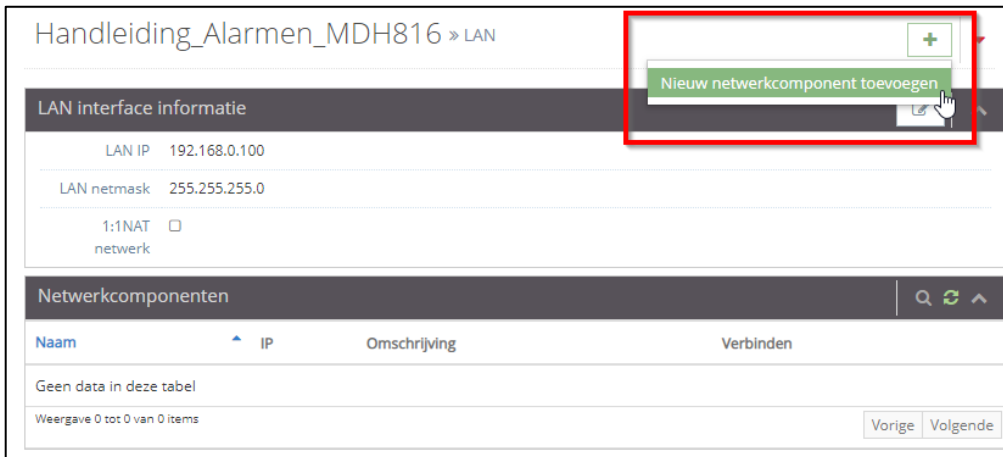 Handleiding_Alarmen_MDH816 » LAN
+
Nieuw netwerkcomponent toevoegen
LAN interface informatie
LAN IP 192.168.0.100
LAN netmask 255.255.255.0
1:1NAT
netwerk
Netwerkcomponenten
Naam IP Omschrijving Verbinden
Geen data in deze tabel
Weergave 0 tot 0 van 0 items
Vorige Volgende